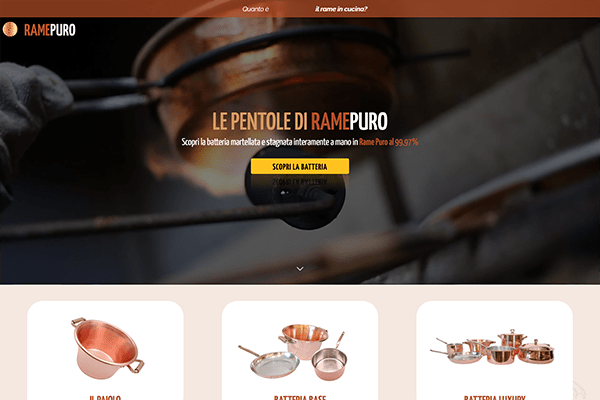 Quanto è il rame in cucina?
RAMEPURO
LE PENTOLE DI RAMEPURO
Scopri la batteria martellata e stagnata interamente a mano in Rame Puro al 99.97%
SCOPRI LA BATTERIA
IL PAIOLO
BATTERIA BASE
BATTERIA LUXURY